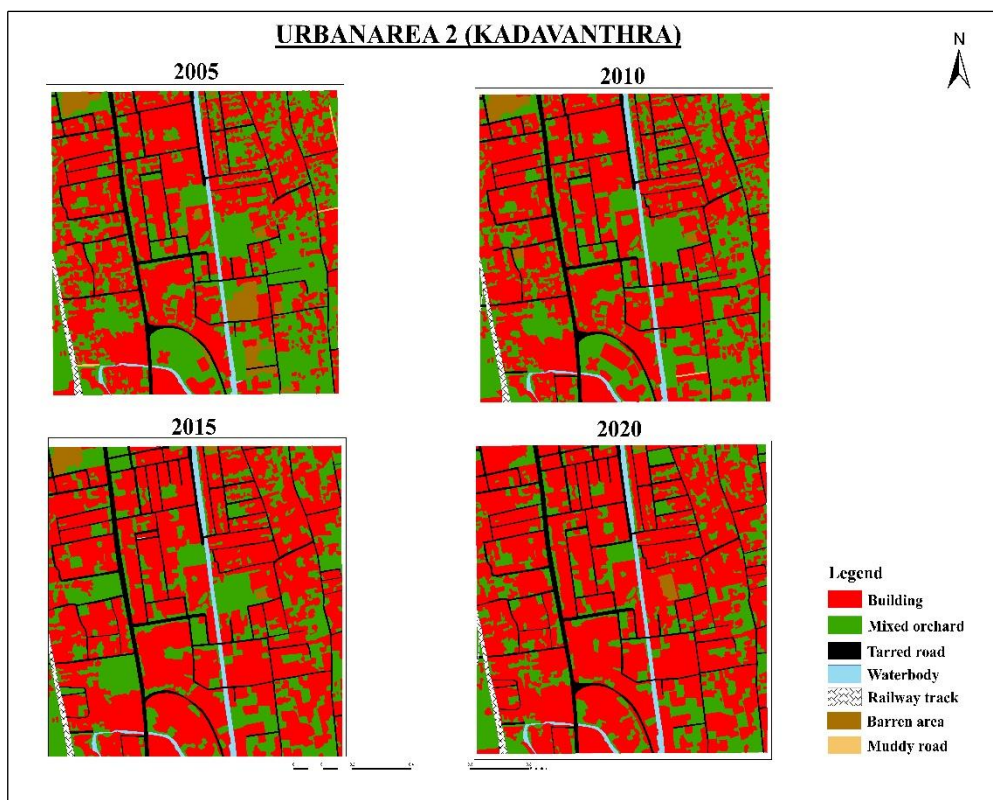 URBANAREA 2 (KADAVANTHRA)
N
2005
2010
2015
2020
Legend
Building
Mixed orchard
Tarred road
Waterbody
Railway track
Barren area
Muddy road